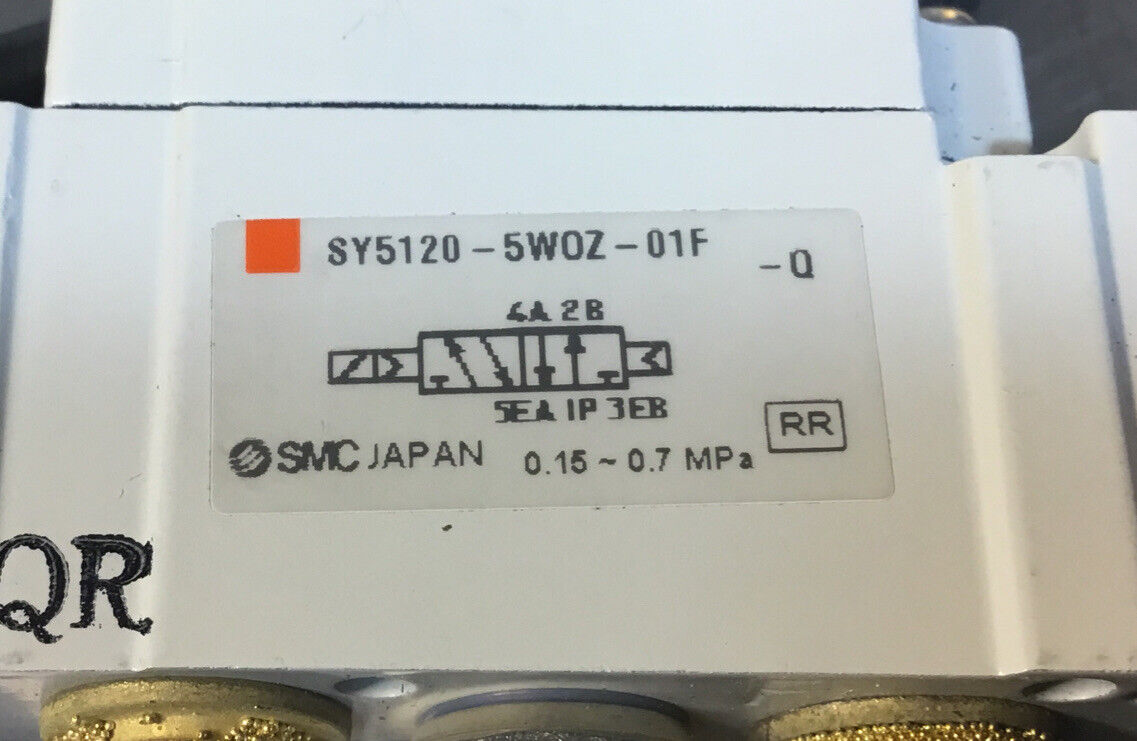 SY5120-5WOZ-01F -Q
4A 2B
5EA 1P 3EB
RR
SMC JAPAN 0.15~0.7 MPa
QR